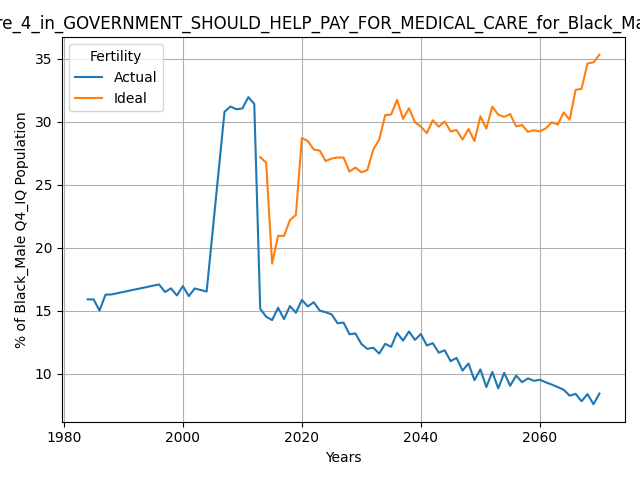 re_4_in_GOVERNMENT_SHOULD_HELP_PAY_FOR_MEDICAL_CARE_for_Black_Ma
Fertility
Actual
Ideal
35
30
25
20
15
10
% of Black_Male Q4_IQ Population
1980
2000
2020
2040
2060
Years